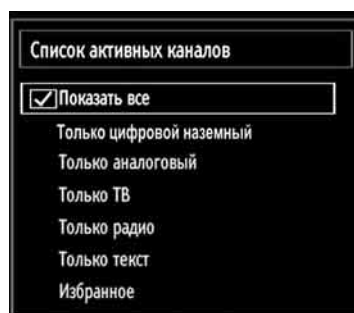 Список активных каналов
Показать все
Только цифровой наземный
Только аналоговый
Только ТВ
Только радио
Только текст
Избранное